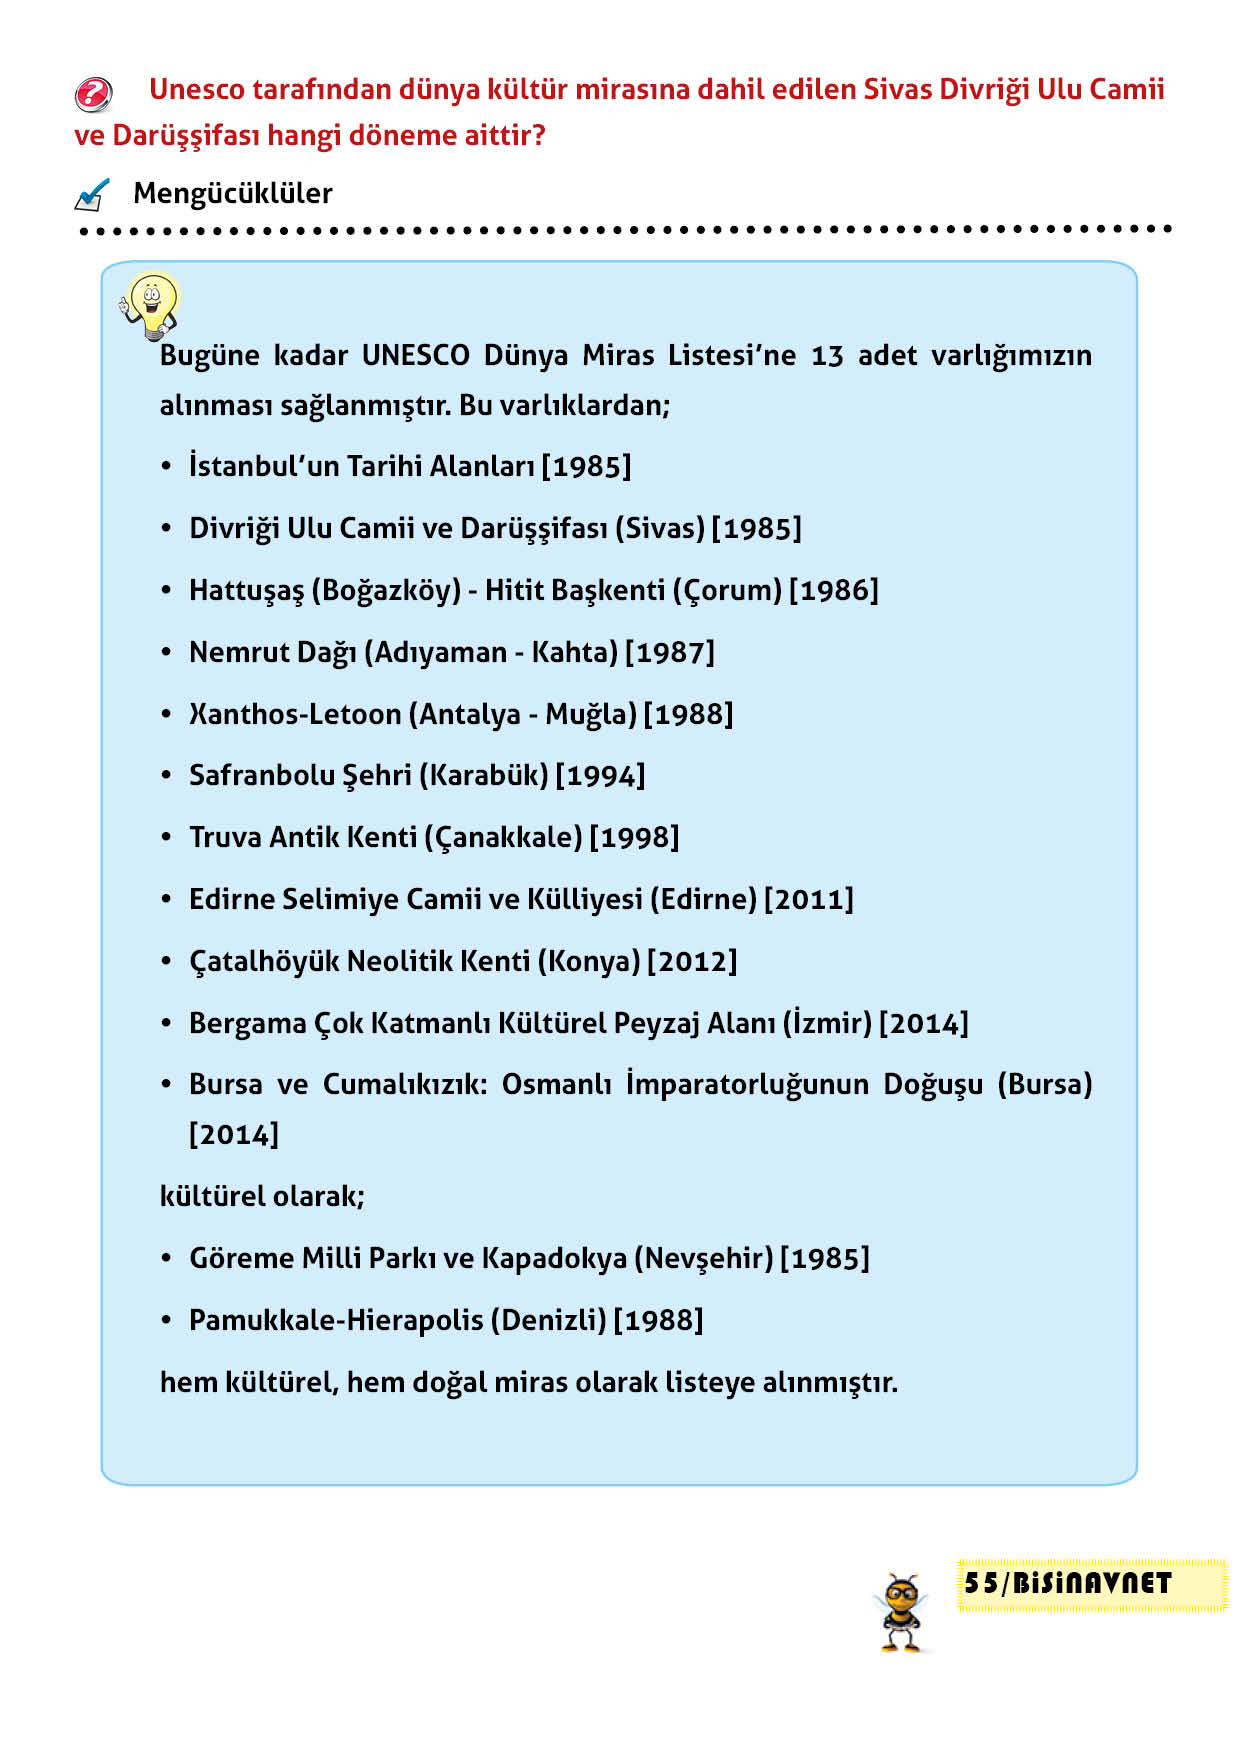 Unesco tarafından dünya kültür mirasına dahil edilen Sivas Divriği Ulu Camii
ve Darüşşifası hangi döneme aittir?
Mengücüklüler
Bugüne kadar UNESCO Dünya Miras Listesi’ne 13 adet varlığımızın
alınması sağlanmıştır. Bu varlıklardan;
• İstanbul’un Tarihi Alanları [1985]
• Divriği Ulu Camii ve Darüşşifası (Sivas) [1985]
• Hattuşaş (Boğazköy) - Hitit Başkenti (Çorum) [1986]
• Nemrut Dağı (Adıyaman - Kahta) [1987]
• Xanthos-Letoon (Antalya - Muğla) [1988]
• Safranbolu Şehri (Karabük) [1994]
• Truva Antik Kenti (Çanakkale) [1998]
• Edirne Selimiye Camii ve Külliyesi (Edirne) [2011]
• Çatalhöyük Neolitik Kenti (Konya) [2012]
• Bergama Çok Katmanlı Kültürel Peyzaj Alanı (İzmir) [2014]
• Bursa ve Cumalıkızık: Osmanlı İmparatorluğunun Doğuşu (Bursa)
[2014]
kültürel olarak;
• Göreme Milli Parkı ve Kapadokya (Nevşehir) [1985]
• Pamukkale-Hierapolis (Denizli) [1988]
hem kültürel, hem doğal miras olarak listeye alınmıştır.
55/BiSiNAVNET